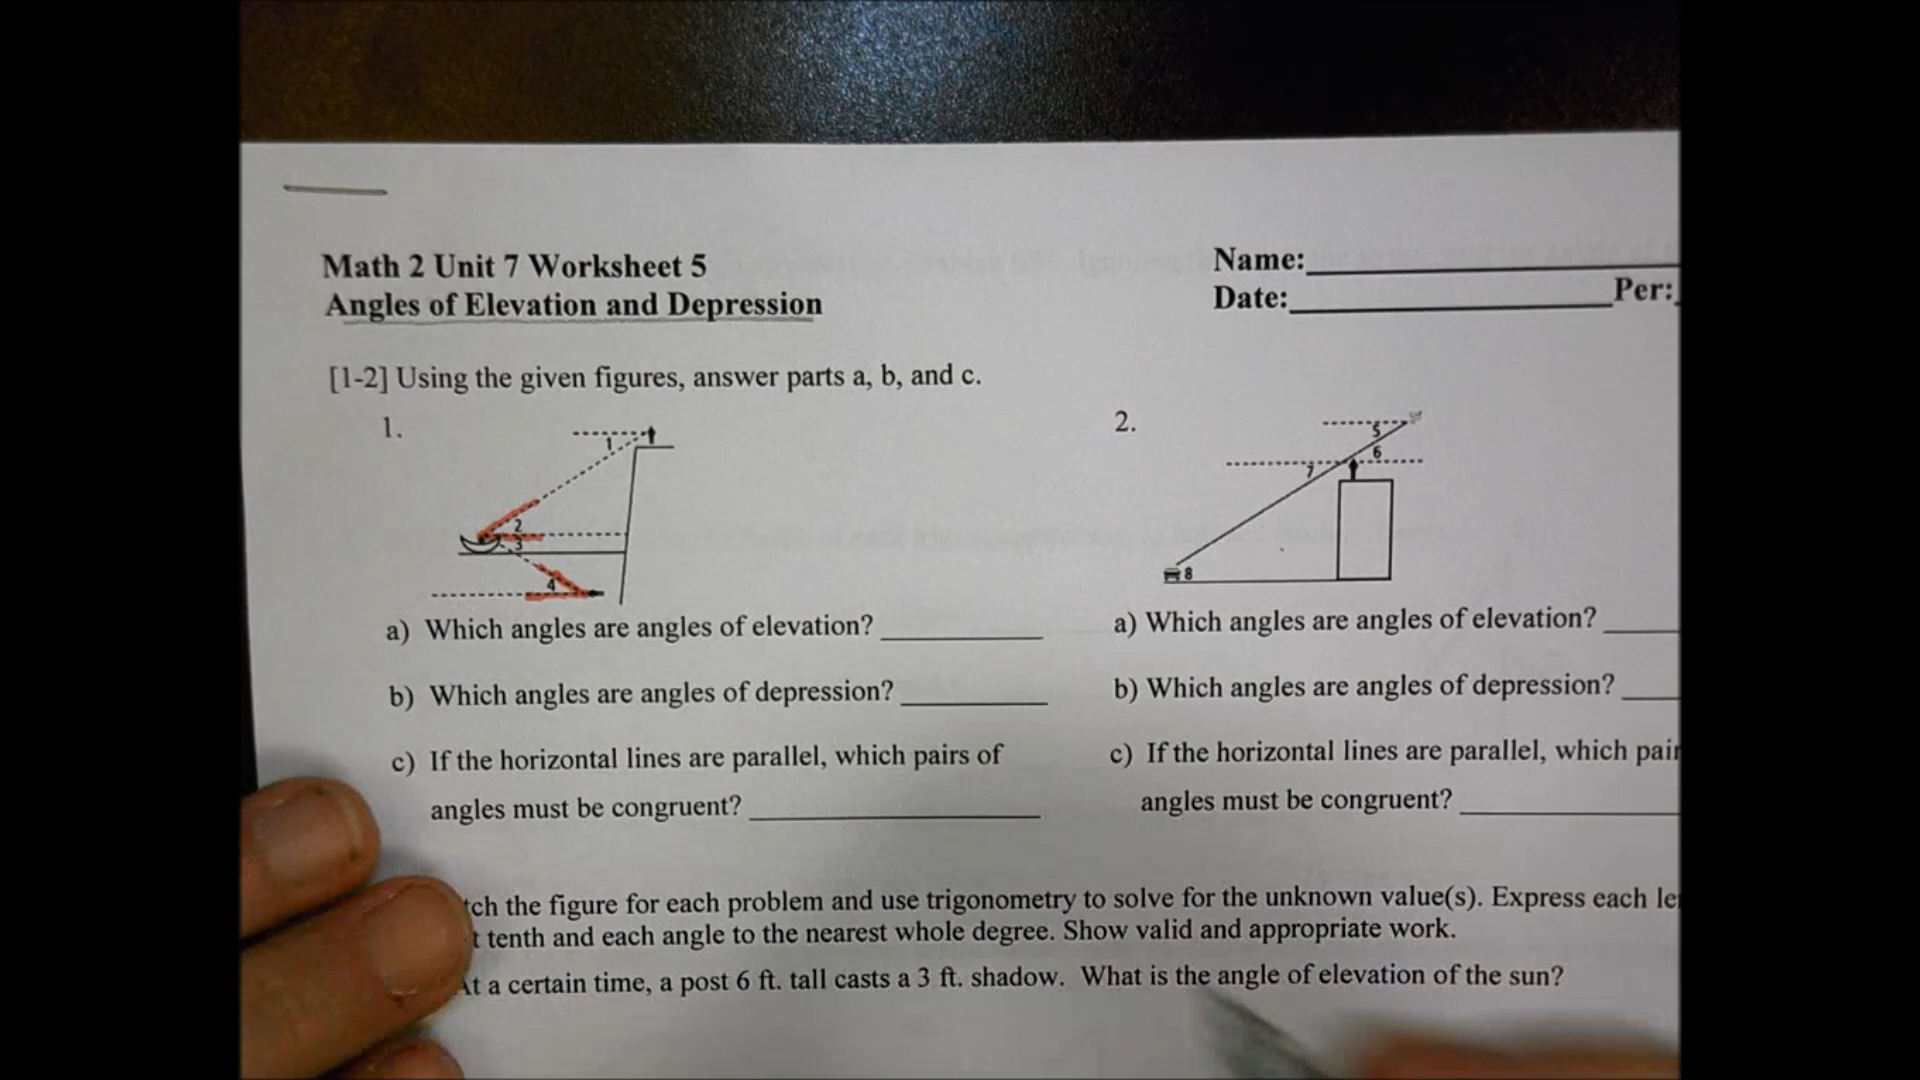 Math 2 Unit 7 Worksheet 5
Angles of Elevation and Depression
Name:
Date: Per:
[1-2] Using the given figures, answer parts a, b, and c.
1.
1
2
3
4
a) Which angles are angles of elevation?
b) Which angles are angles of depression?
c) If the horizontal lines are parallel, which pairs of
angles must be congruent?
2.
5
6
7
8
a) Which angles are angles of elevation?
b) Which angles are angles of depression?
c) If the horizontal lines are parallel, which pair
angles must be congruent?
tch the figure for each problem and use trigonometry to solve for the unknown value(s). Express each le
t tenth and each angle to the nearest whole degree. Show valid and appropriate work.
At a certain time, a post 6 ft. tall casts a 3 ft. shadow. What is the angle of elevation of the sun?